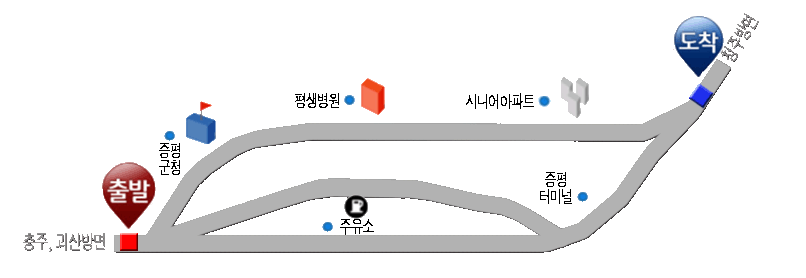 도착
청주방면
평생병원
시니어아파트
증평
군청
출발
증평
터미널
주유소
충주, 괴산방면